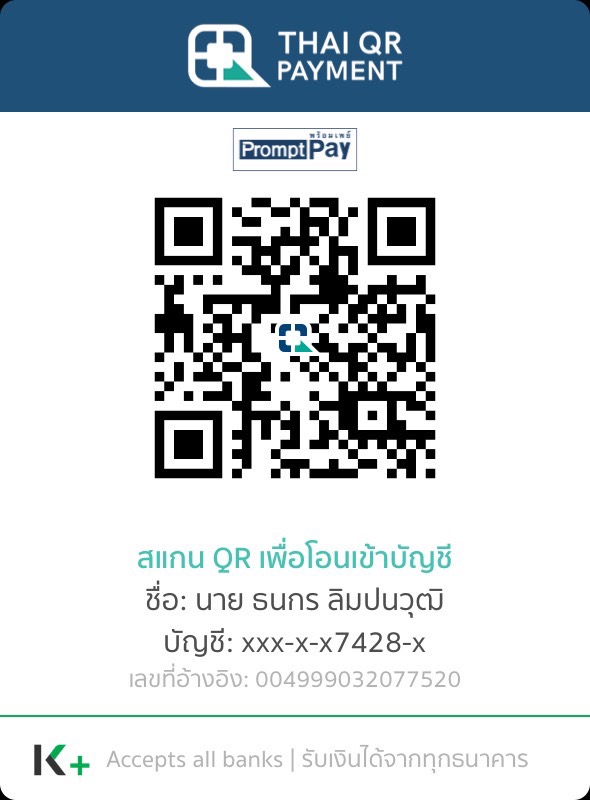 THAI QR
PAYMENT
พร้อมเพย์
PromptPay
สแกน QR เพื่อโอนเข้าบัญชี
ชื่อ: นาย ธนกร ลิมปนวุฒิ
บัญชี: xxx-x-x7428-x
เลขที่อ้างอิง: 004999032077520
K+ Accepts all banks | รับเงินได้จากทุกธนาคาร